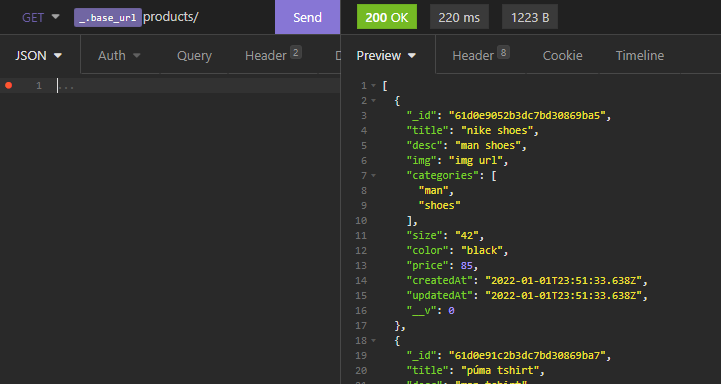 GET _.base_url products/ Send 200 OK 220 ms 1223 B
JSON Auth Query Header 2 Preview Header 8 Cookie Timeline
1 ...
1 [
2 {
3 "_id": "61d0e9052b3dc7bd30869ba5",
4 "title": "nike shoes",
5 "desc": "man shoes",
6 "img": "img url",
7 "categories": [
8 "man",
9 "shoes"
10 ],
11 "size": "42",
12 "color": "black",
13 "price": 85,
14 "createdAt": "2022-01-01T23:51:33.638Z",
15 "updatedAt": "2022-01-01T23:51:33.638Z",
16 "__v": 0
17 },
18 {
19 "_id": "61d0e91c2b3dc7bd30869ba7",
20 "title": "púma tshirt",
21 "desc": "man tshirt",